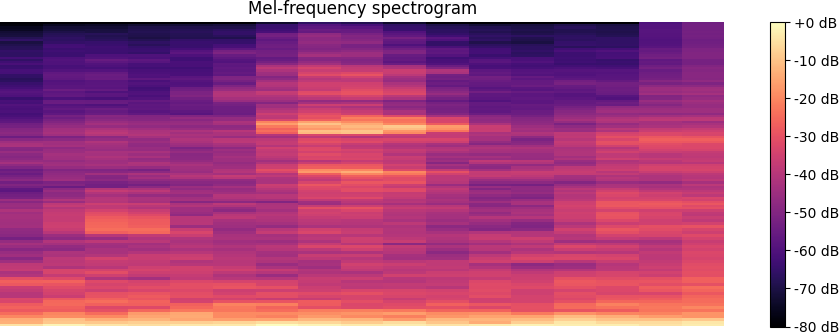 Mel-frequency spectrogram
+0 dB
-10 dB
-20 dB
-30 dB
-40 dB
-50 dB
-60 dB
-70 dB
-80 dB